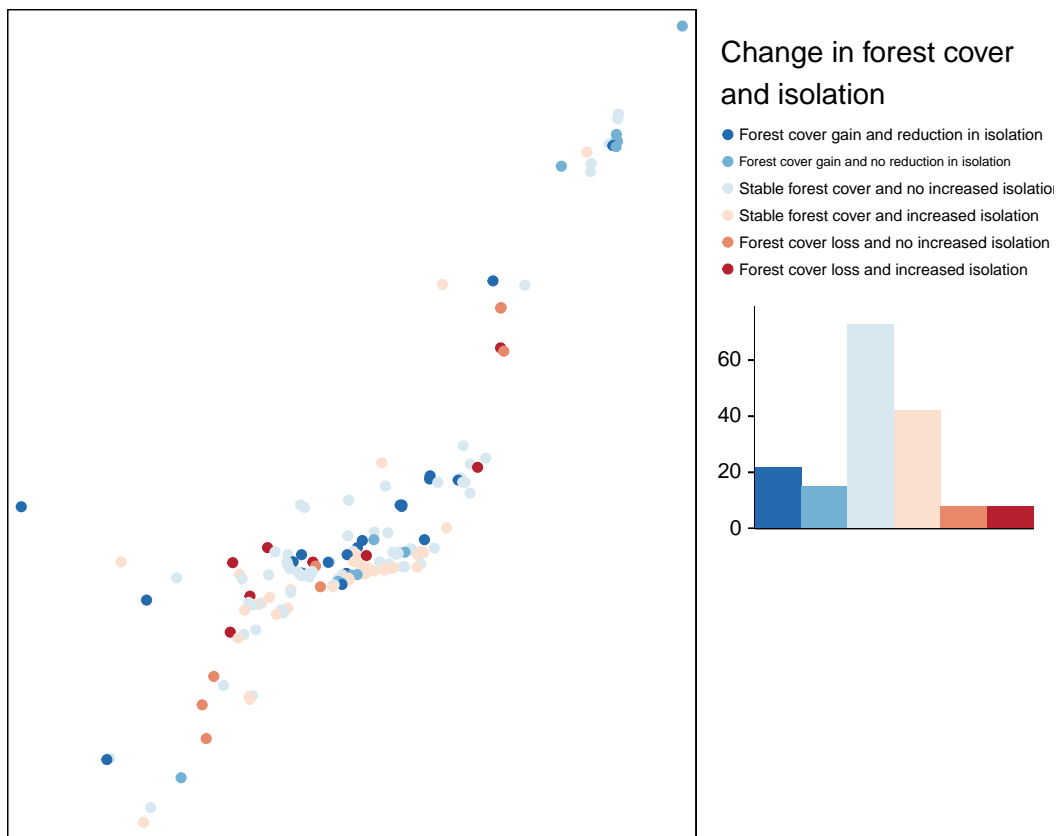 Change in forest cover
and isolation
Forest cover gain and reduction in isolation
Forest cover gain and no reduction in isolation
Stable forest cover and no increased isolation
Stable forest cover and increased isolation
Forest cover loss and no increased isolation
Forest cover loss and increased isolation
60
40
20
0